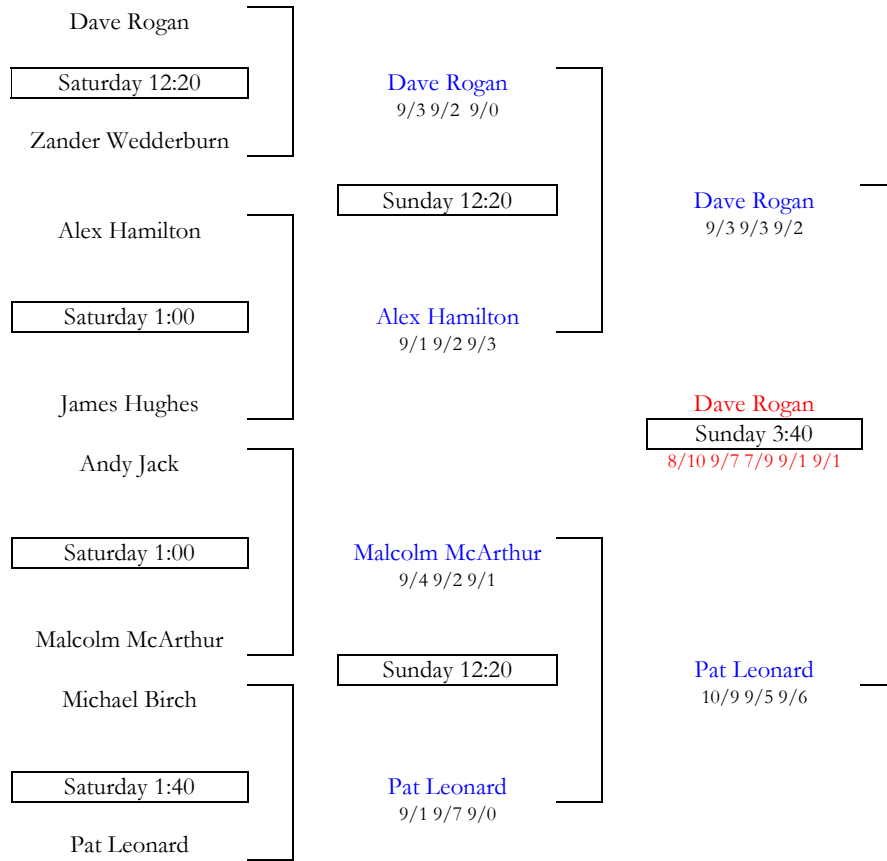 Dave Rogan
Saturday 12:20
Zander Wedderburn
Alex Hamilton
Saturday 1:00
James Hughes
Andy Jack
Saturday 1:00
Malcolm McArthur
Michael Birch
Saturday 1:40
Pat Leonard
Dave Rogan
9/3 9/2 9/0
Sunday 12:20
Alex Hamilton
9/1 9/2 9/3
Malcolm McArthur
9/4 9/2 9/1
Sunday 12:20
Pat Leonard
9/1 9/7 9/0
Dave Rogan
9/3 9/3 9/2
Dave Rogan
Sunday 3:40
8/10 9/7 7/9 9/1 9/1
Pat Leonard
10/9 9/5 9/6